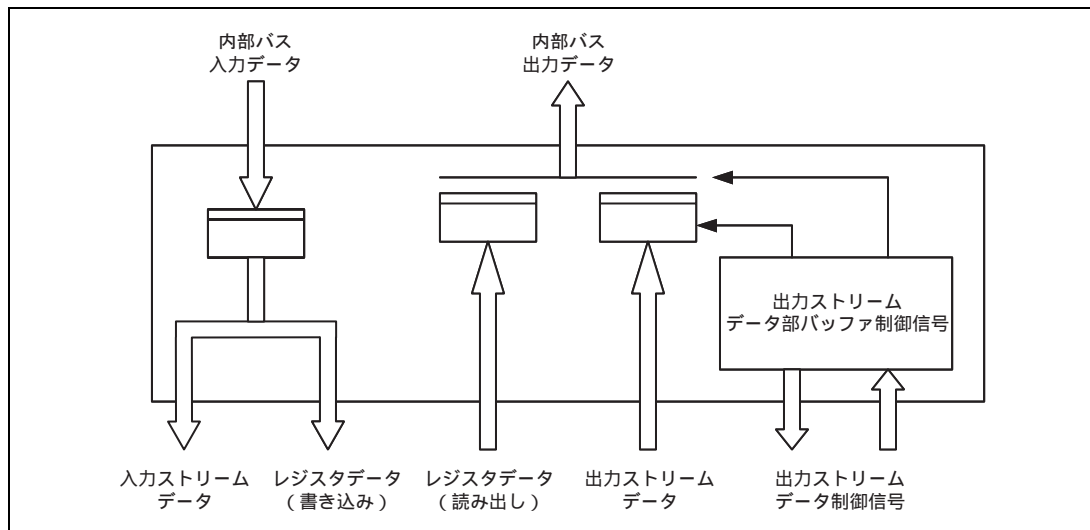 内部バス
入力データ
内部バス
出力データ
出力ストリーム
データ部バッファ制御信号
入力ストリーム
データ
レジスタデータ
(書き込み)
レジスタデータ
(読み出し)
出力ストリーム
データ
出力ストリーム
データ制御信号